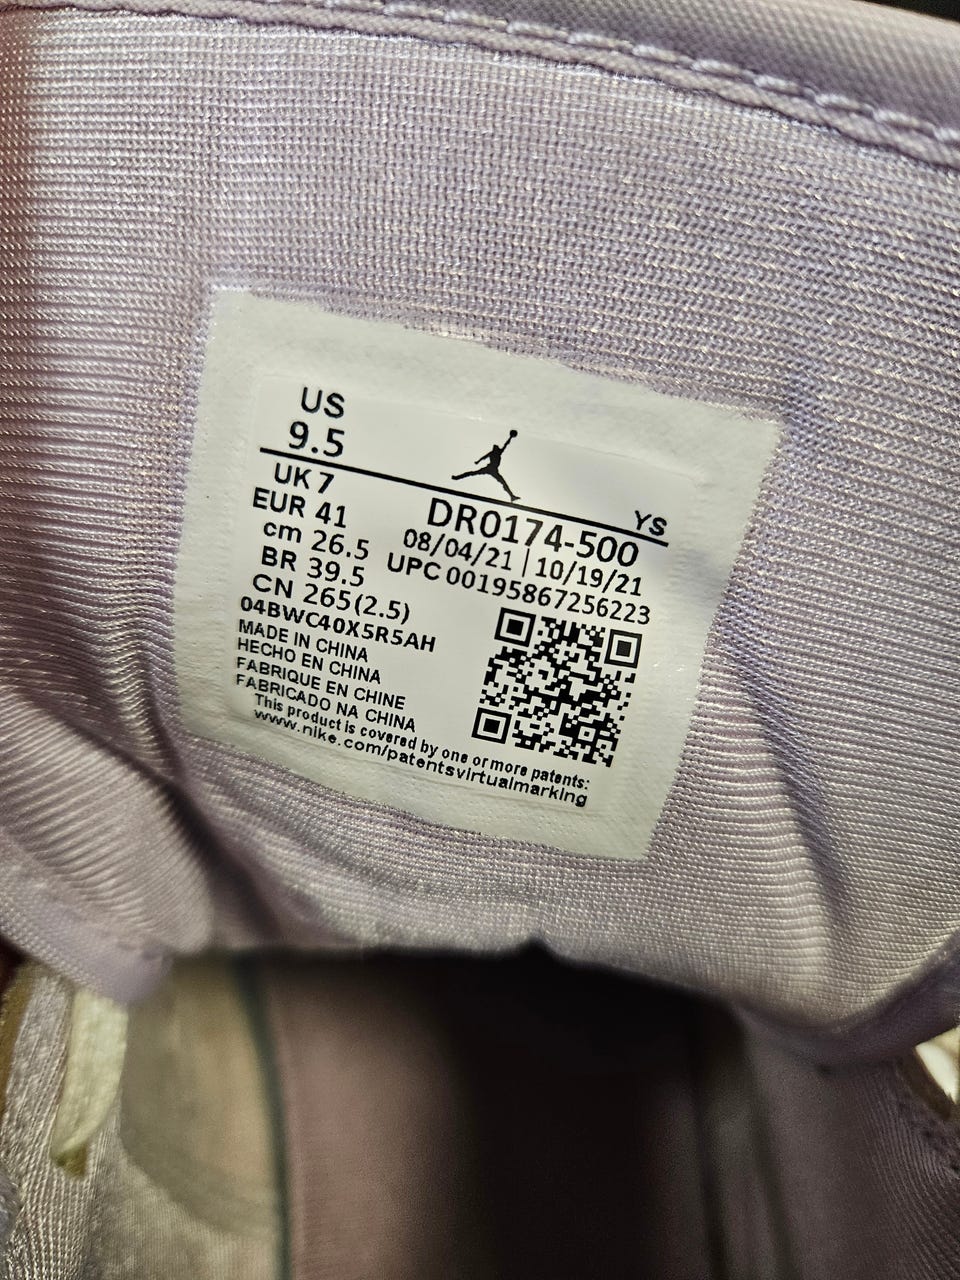 US
9.5
YS
UK 7
EUR 41
cm 26.5
BR 39.5
CN 265(2.5)
DR0174-500
08/04/21 | 10/19/21
UPC 00195867256223
04BWC40X5R5AH
MADE IN CHINA
HECHO EN CHINA
FABRIQUE EN CHINE
FABRICADO NA CHINA
This product is covered by one or more patents:
www.nike.com/patentsvirtualmarking